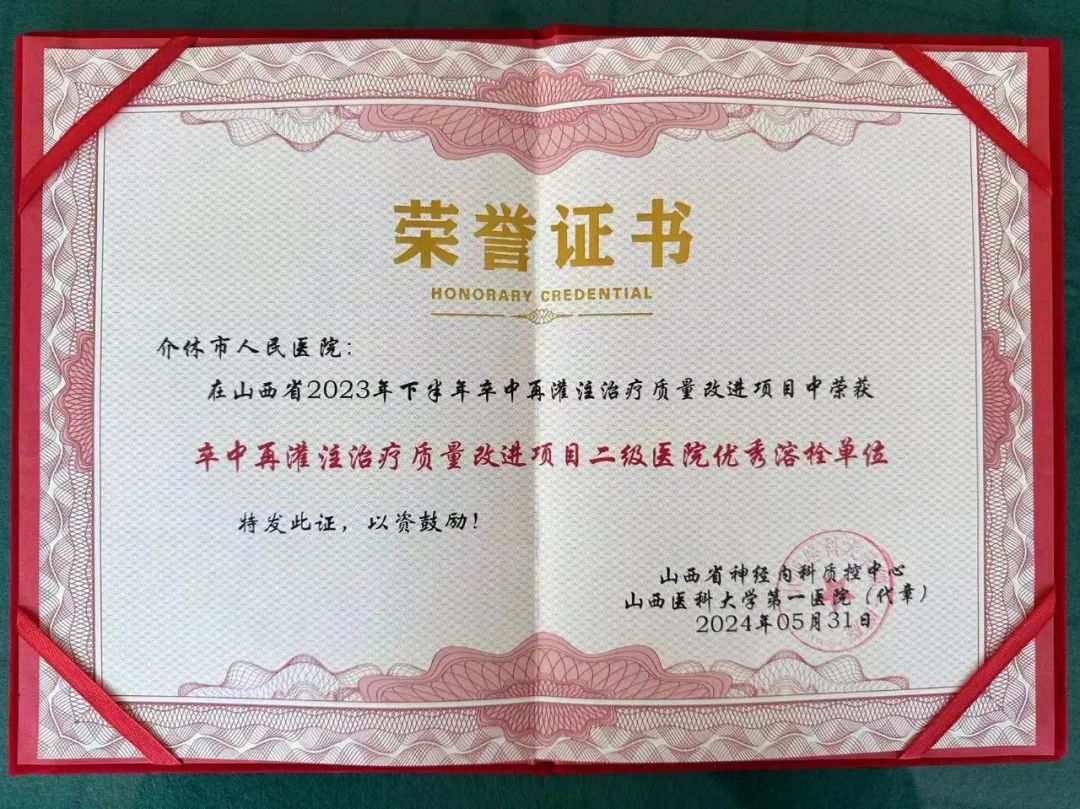 荣誉证书
HONORARY CREDENTIAL
介休市人民医院：
在山西省2023年下半年卒中再灌注治疗质量改进项目中荣获
卒中再灌注治疗质量改进项目二级医院优秀溶栓单位
特发此证，以资鼓励！
山西省神经内科质控中心
山西医科大学第一医院（代章）
2024年05月31日